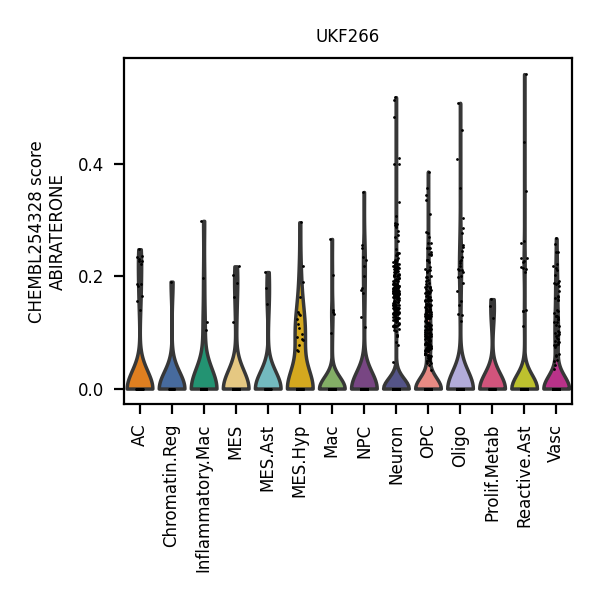 UKF266
CHEMBL254328 score
ABIRATERONE
0.4
0.2
0.0
AC
Chromatin.Reg
Inflammatory.Mac
MES
MES.Ast
MES.Hyp
Mac
NPC
Neuron
OPC
Oligo
Prolif.Metab
Reactive.Ast
Vasc